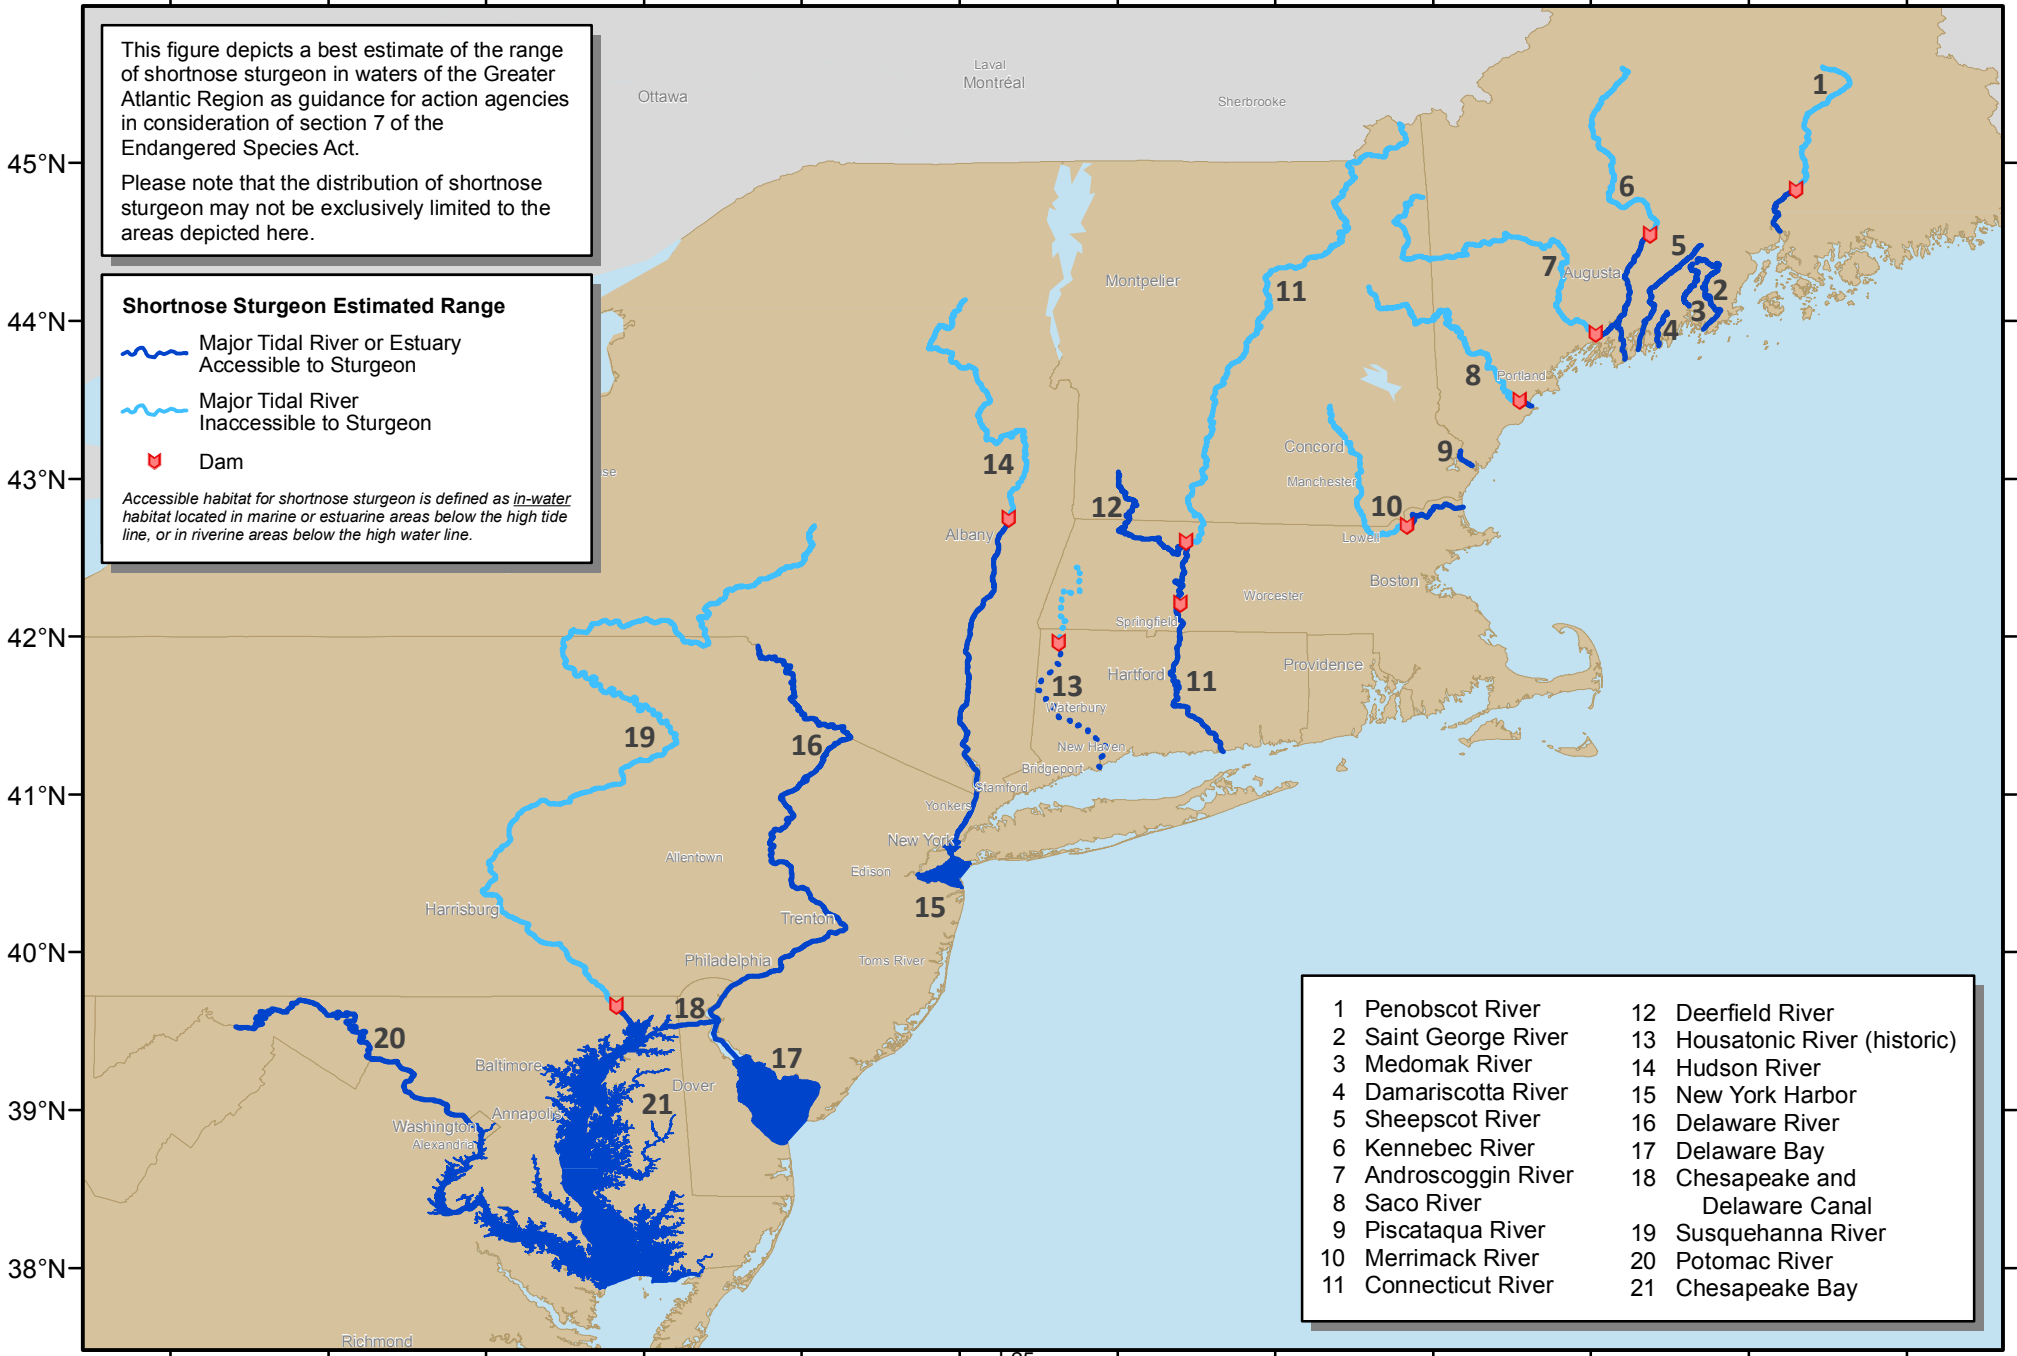 This figure depicts a best estimate of the range
of shortnose sturgeon in waters of the Greater
Atlantic Region as guidance for action agencies
in consideration of section 7 of the
Endangered Species Act.
Please note that the distribution of shortnose
sturgeon may not be exclusively limited to the
areas depicted here.
Shortnose Sturgeon Estimated Range
Major Tidal River or Estuary
Accessible to Sturgeon
Major Tidal River
Inaccessible to Sturgeon
Dam
Accessible habitat for shortnose sturgeon is defined as in-water
habitat located in marine or estuarine areas below the high tide
line, or in riverine areas below the high water line.
45°N
44°N
43°N
42°N
41°N
40°N
39°N
38°N
Laval
Montréal
Ottawa
Sherbrooke
1
6
5
7
Augusta
2
3
4
Montpelier
11
8
Portland
14
Concord
9
Manchester
12
10
Albany
Lowell
Boston
Worcester
Springfield
Providence
Hartford
11
13
Waterbury
New Haven
Bridgeport
Stamford
Yonkers
New York
19
16
Allentown
Edison
15
Harrisburg
Trenton
Philadelphia
Toms River
18
20
17
Baltimore
Dover
21
Annapolis
Washington
Alexandria
Richmond
1 Penobscot River
2 Saint George River
3 Medomak River
4 Damariscotta River
5 Sheepscot River
6 Kennebec River
7 Androscoggin River
8 Saco River
9 Piscataqua River
10 Merrimack River
11 Connecticut River
12 Deerfield River
13 Housatonic River (historic)
14 Hudson River
15 New York Harbor
16 Delaware River
17 Delaware Bay
18 Chesapeake and
Delaware Canal
19 Susquehanna River
20 Potomac River
21 Chesapeake Bay